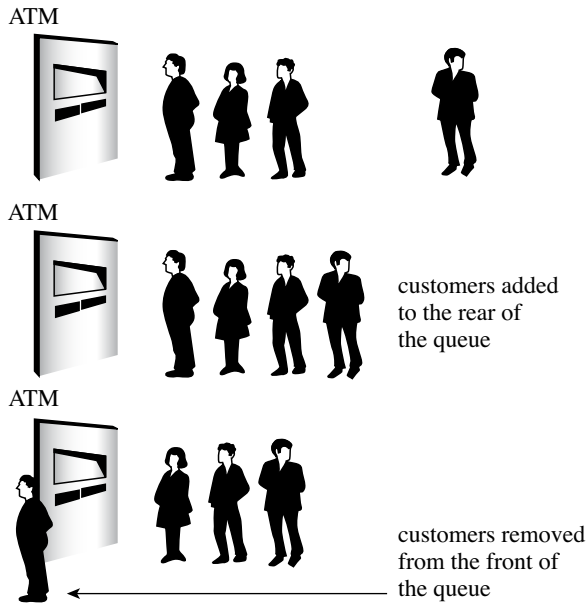 ATM
ATM
customers added
to the rear of
the queue
ATM
customers removed
from the front of
the queue